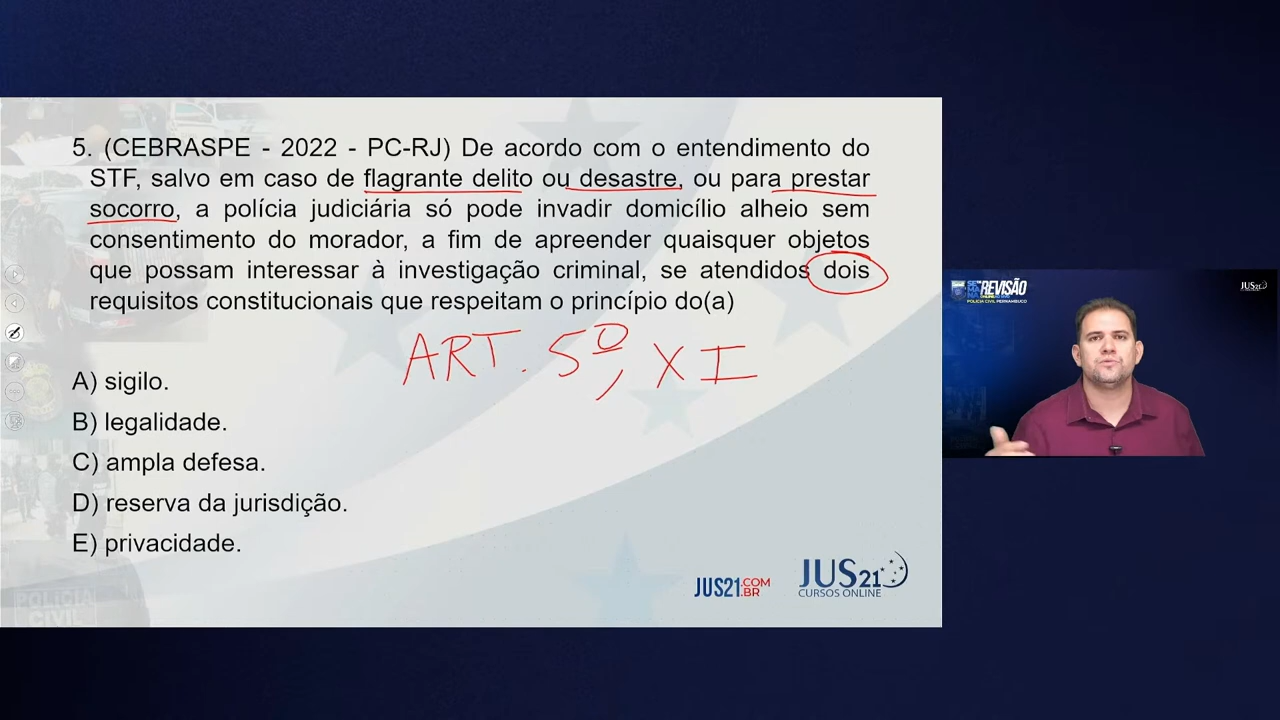 5. (CEBRASPE - 2022 - PC-RJ) De acordo com o entendimento do
STF, salvo em caso de flagrante delito ou desastre, ou para prestar
socorro, a polícia judiciária só pode invadir domicílio alheio sem
consentimento do morador, a fim de apreender quaisquer objetos
que possam interessar à investigação criminal, se atendidos dois
requisitos constitucionais que respeitam o princípio do(a)
ART. 5º, XI
A) sigilo.
B) legalidade.
C) ampla defesa.
D) reserva da jurisdição.
E) privacidade.
POLÍCIA
CIVIL
JUS21.COM.BR
JUS21
CURSOS ONLINE
SEMANA REVISÃO
POLÍCIA CIVIL PERNAMBUCO
JUS21